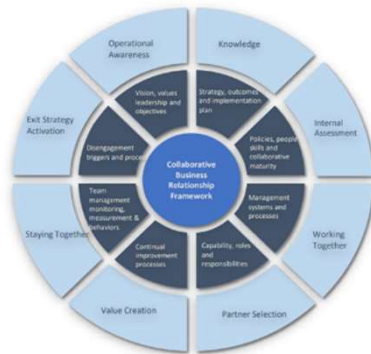 Operational
Awareness
Knowledge
Internal
Assessment
Working
Together
Partner Selection
Value Creation
Staying Together
Exit Strategy
Activation
Vision, values
leadership and
objectives
Strategy, outcomes
and implementation
plan
Policies, people
skills and
collaborative
maturity
Management
systems and
processes
Capability, roles
and
responsibilities
Continual
improvement
processes
Team
management
monitoring,
measurement &
behaviors
Disengagement
triggers and proces
Collaborative
Business
Relationship
Framework